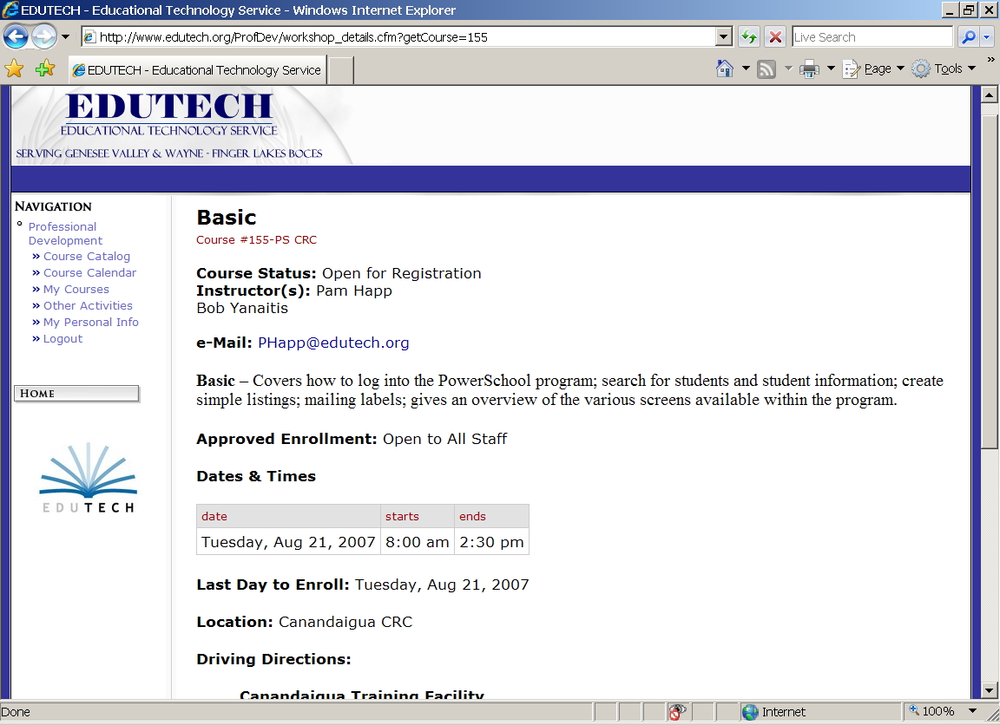 EDUTECH - Educational Technology Service - Windows Internet Explorer
http://www.edutech.org/ProfDev/workshop_details.cfm?getCourse=155
Live Search
EDUTECH - Educational Technology Service
Page
Tools
»
EDUTECH
EDUCATIONAL TECHNOLOGY SERVICE
SERVING GENESEE VALLEY & WAYNE - FINGER LAKES BOCES
NAVIGATION
Professional
Development
» Course Catalog
» Course Calendar
» My Courses
» Other Activities
» My Personal Info
» Logout
HOME
EDUTECH
Basic
Course #155-PS CRC
Course Status: Open for Registration
Instructor(s): Pam Happ
Bob Yanaitis
e-Mail: PHapp@edutech.org
Basic – Covers how to log into the PowerSchool program; search for students and student information; create
simple listings; mailing labels; gives an overview of the various screens available within the program.
Approved Enrollment: Open to All Staff
Dates & Times
date starts ends
Tuesday, Aug 21, 2007 8:00 am 2:30 pm
Last Day to Enroll: Tuesday, Aug 21, 2007
Location: Canandaigua CRC
Driving Directions:
Canandaigua Training Facility
Done
Internet
100%